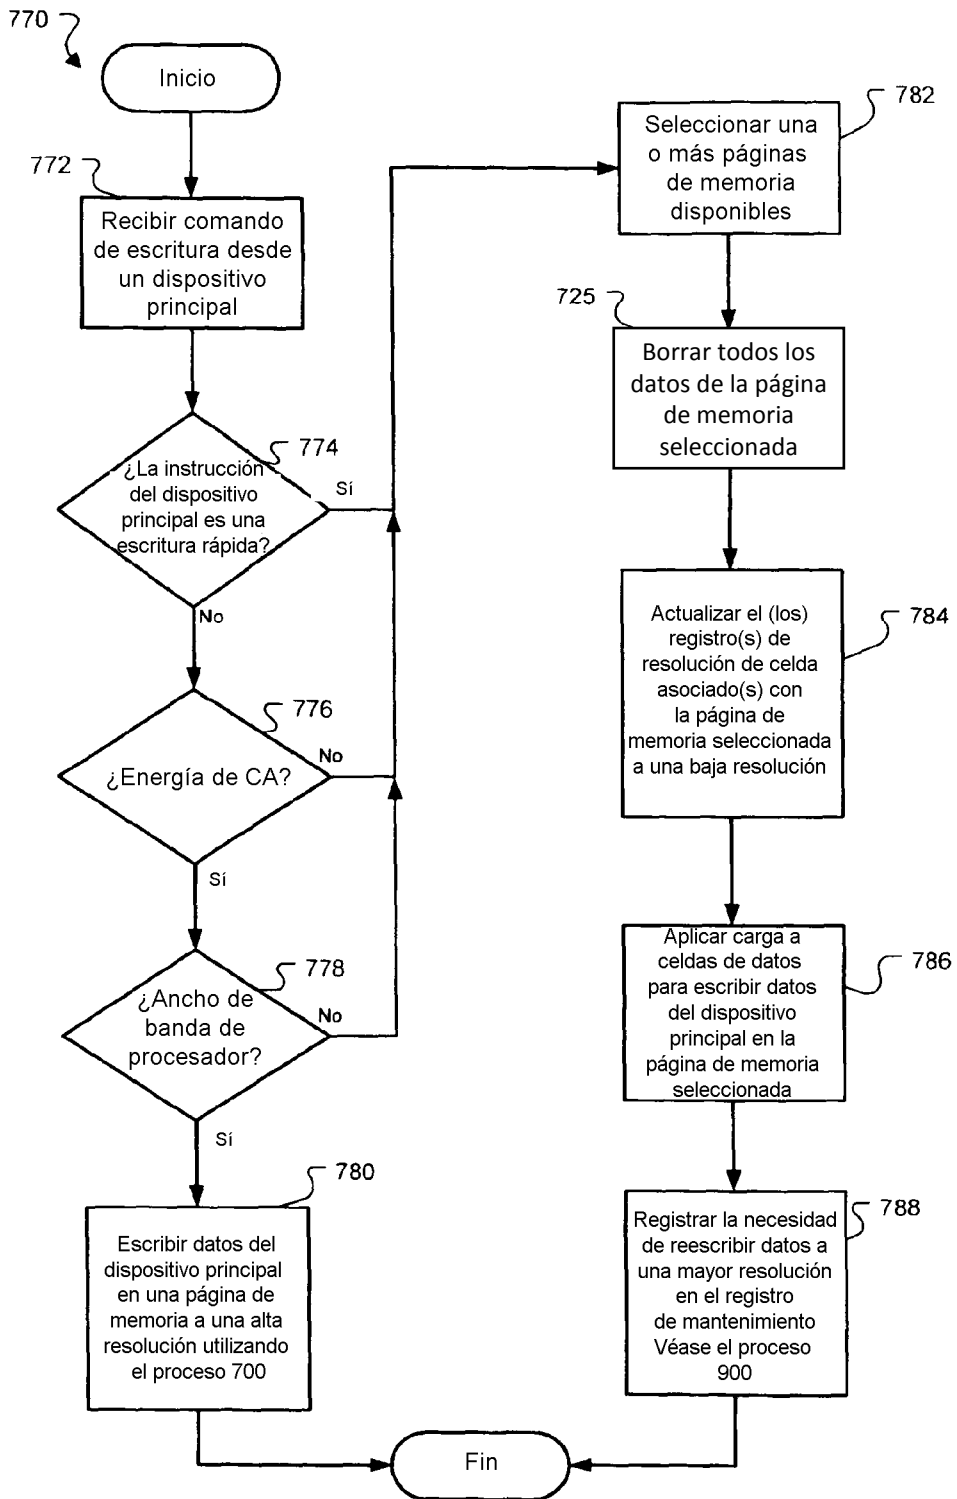 770
Inicio
772
Recibir comando
de escritura desde
un dispositivo
principal
774
¿La instrucción
del dispositivo
principal es una
escritura rápida?
Sí
No
776
¿Energía de CA?
No
Sí
778
¿Ancho de
banda de
procesador?
No
Sí
780
Escribir datos del
dispositivo principal
en una página de
memoria a una alta
resolución utilizando
el proceso 700
782
Seleccionar una
o más páginas
de memoria
disponibles
725
Borrar todos los
datos de la página
de memoria
seleccionada
784
Actualizar el (los)
registro(s) de
resolución de celda
asociado(s) con
la página de
memoria seleccionada
a una baja resolución
786
Aplicar carga a
celdas de datos
para escribir datos
del dispositivo
principal en la
página de memoria
seleccionada
788
Registrar la necesidad
de reescribir datos a
una mayor resolución
en el registro
de mantenimiento
Véase el proceso
900
Fin